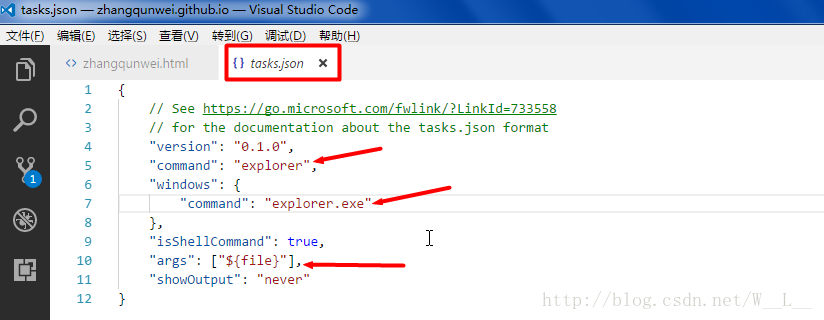 tasks.json — zhangqunwei.github.io — Visual Studio Code
文件(F) 编辑(E) 选择(S) 查看(V) 转到(G) 调试(D) 帮助(H)
<> zhangqunwei.html {} tasks.json ×
1 {
2 // See https://go.microsoft.com/fwlink/?LinkId=733558
3 // for the documentation about the tasks.json format
4 "version": "0.1.0",
5 "command": "explorer",
6 "windows": {
7 "command": "explorer.exe"
8 },
9 "isShellCommand": true,
10 "args": ["${file}"],
11 "showOutput": "never"
12 }
1
http://blog.csdn.net/W__L__